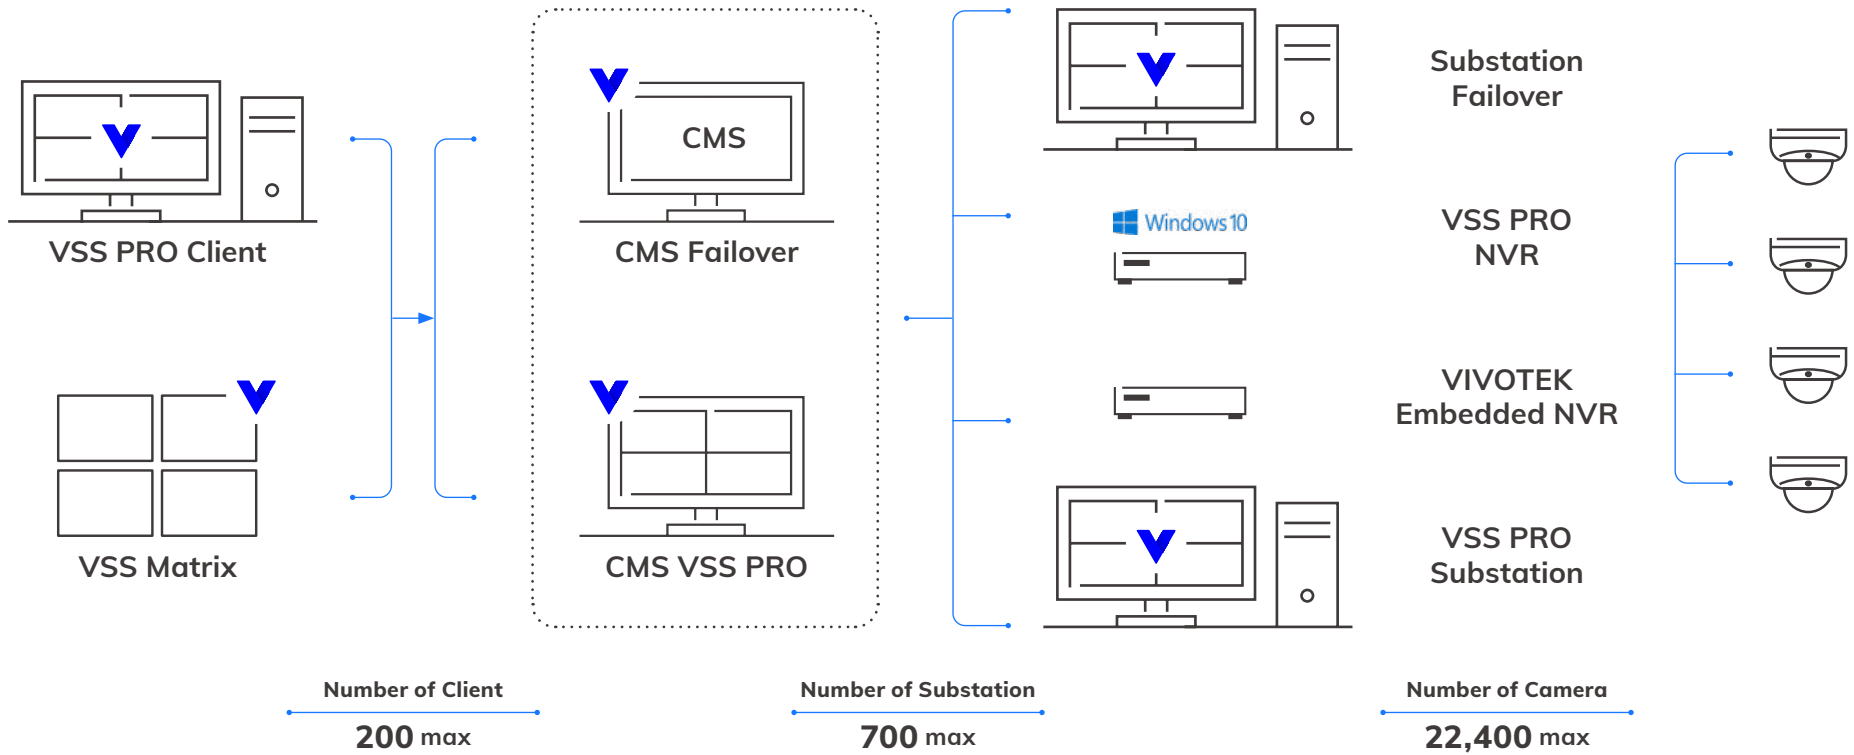 VSS PRO Client
VSS Matrix
CMS
CMS Failover
CMS VSS PRO
Substation
Failover
Windows 10
VSS PRO
NVR
VIVOTEK
Embedded NVR
VSS PRO
Substation
Number of Client
200 max
Number of Substation
700 max
Number of Camera
22,400 max